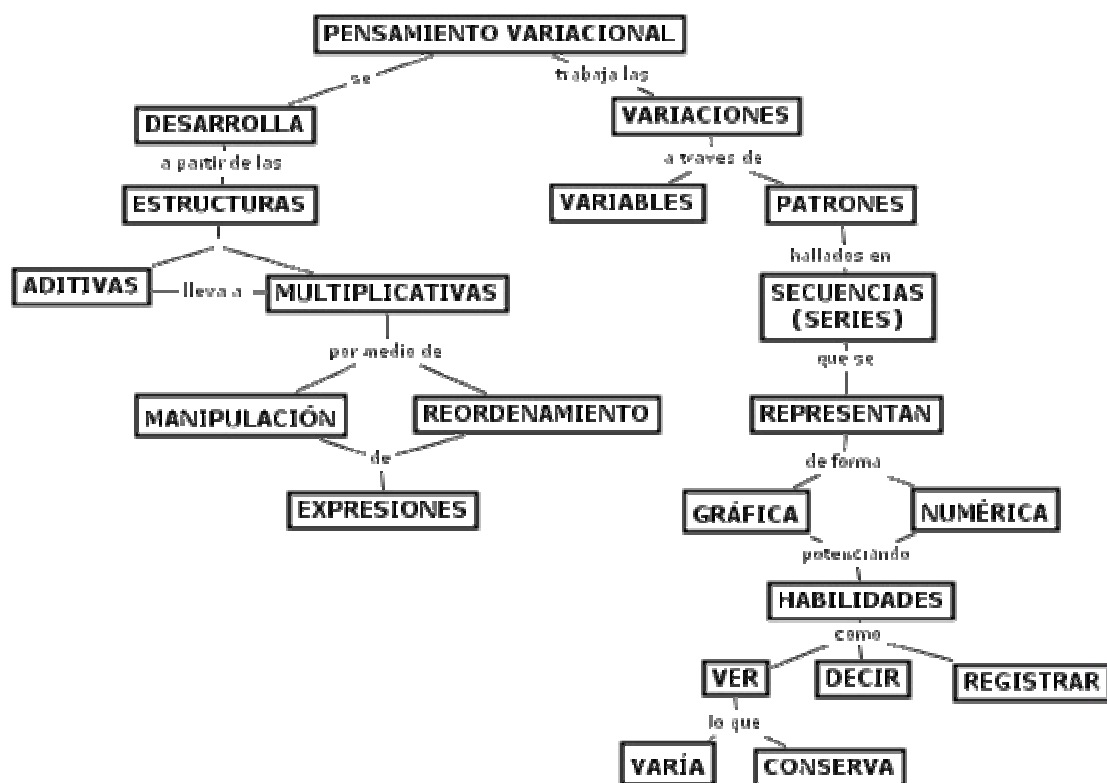 PENSAMIENTO VARIACIONAL
se
trabaja las
DESARROLLA
VARIACIONES
a partir de las
a traves de
ESTRUCTURAS
VARIABLES
PATRONES
hallados en
ADITIVAS
lleva a
MULTIPLICATIVAS
SECUENCIAS
(SERIES)
por medio de
que se
MANIPULACIÓN
REORDENAMIENTO
REPRESENTAN
de
de forma
EXPRESIONES
GRÁFICA
NUMÉRICA
potenciando
HABILIDADES
como
VER
DECIR
REGISTRAR
lo que
VARÍA
CONSERVA